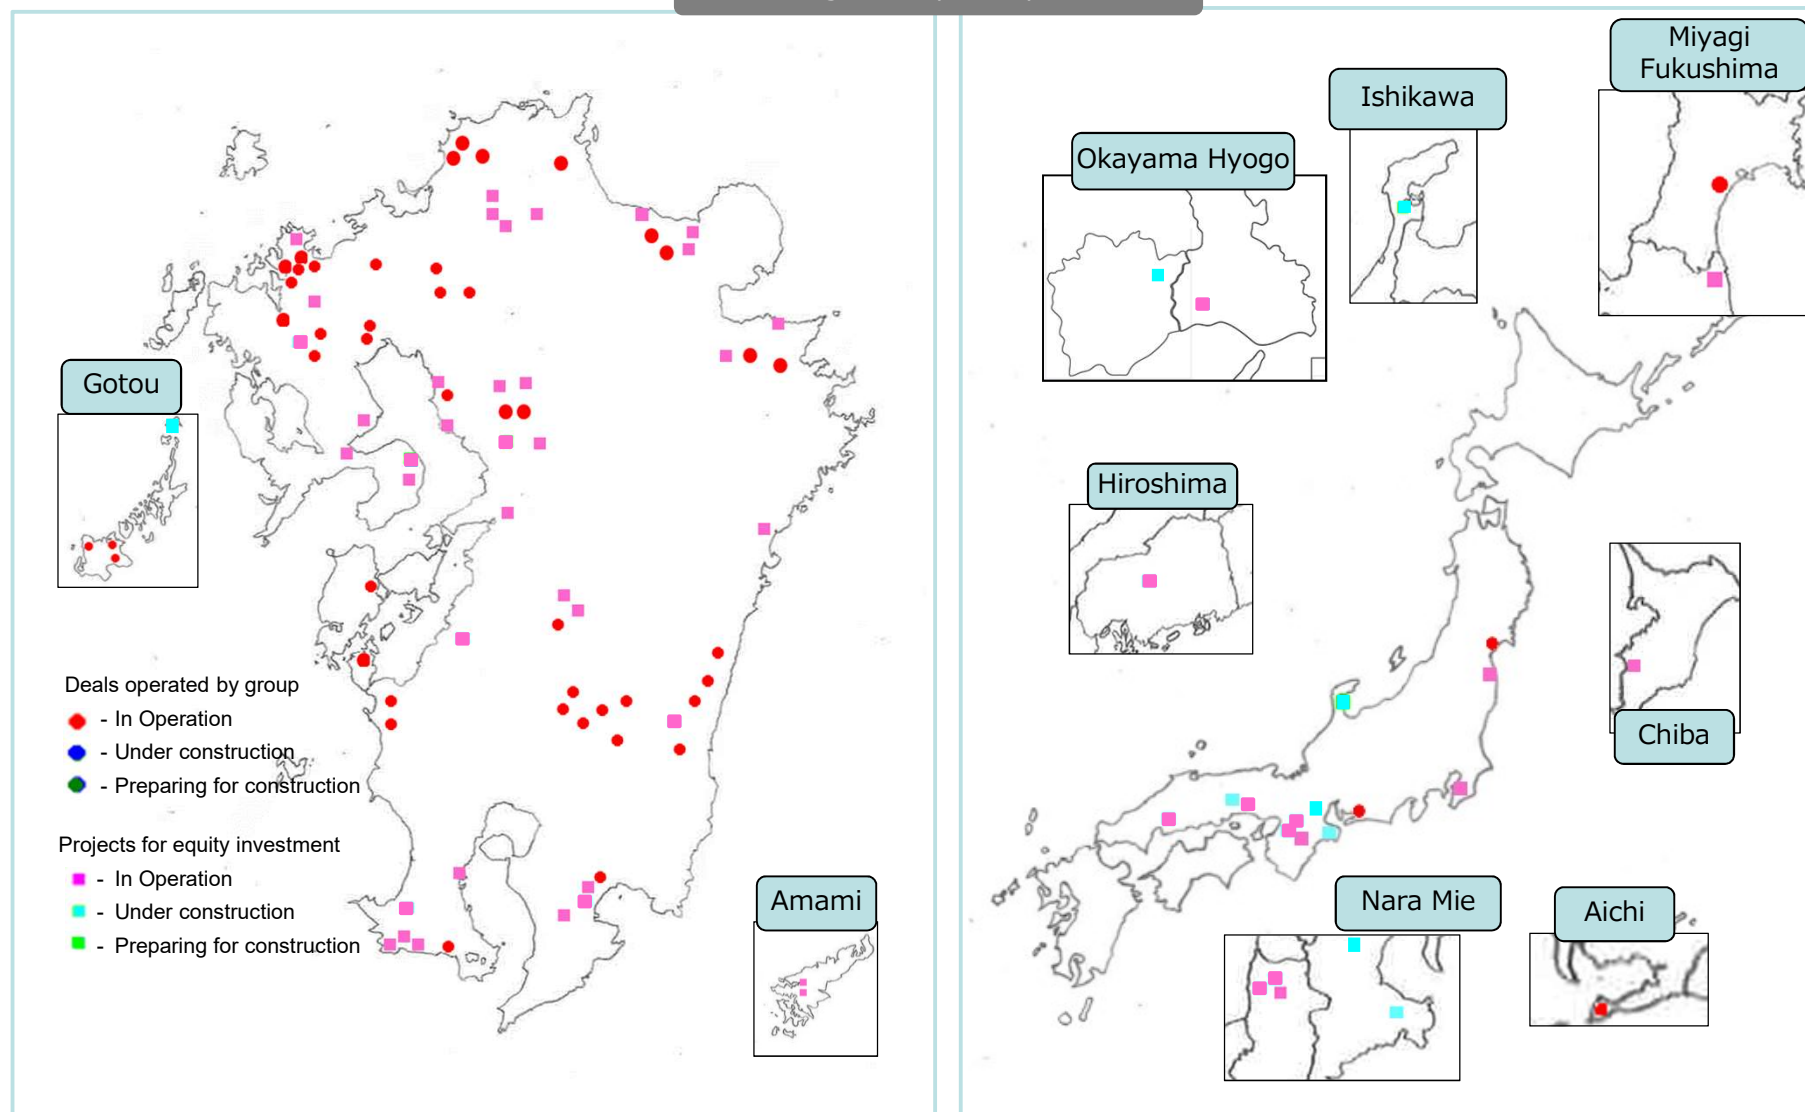 Gotou
Deals operated by group
- In Operation
- Under construction
- Preparing for construction
Projects for equity investment
- In Operation
- Under construction
- Preparing for construction
Amami
Miyagi
Fukushima
Ishikawa
Okayama Hyogo
Hiroshima
Chiba
Nara Mie
Aichi